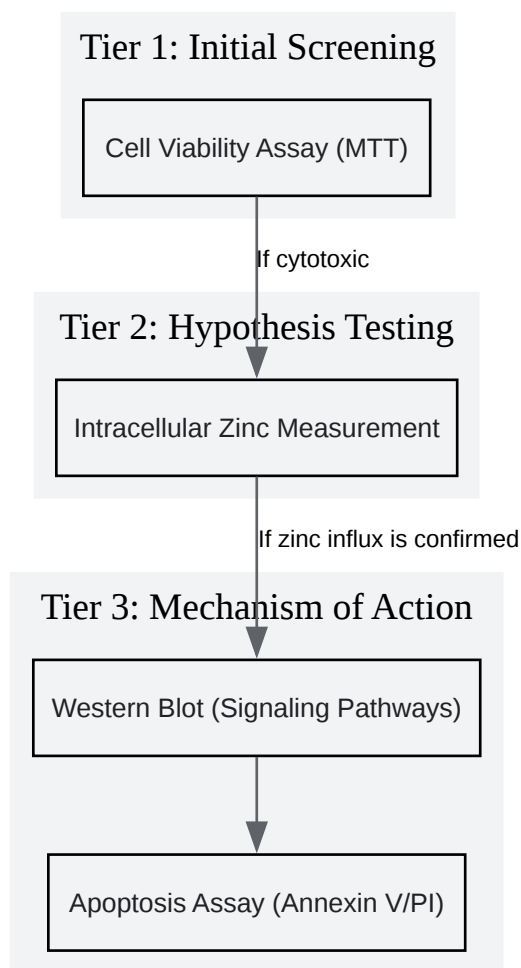 Tier 1: Initial Screening
Cell Viability Assay (MTT)
If cytotoxic
Tier 2: Hypothesis Testing
Intracellular Zinc Measurement
If zinc influx is confirmed
Tier 3: Mechanism of Action
Western Blot (Signaling Pathways)
Apoptosis Assay (Annexin V/PI)